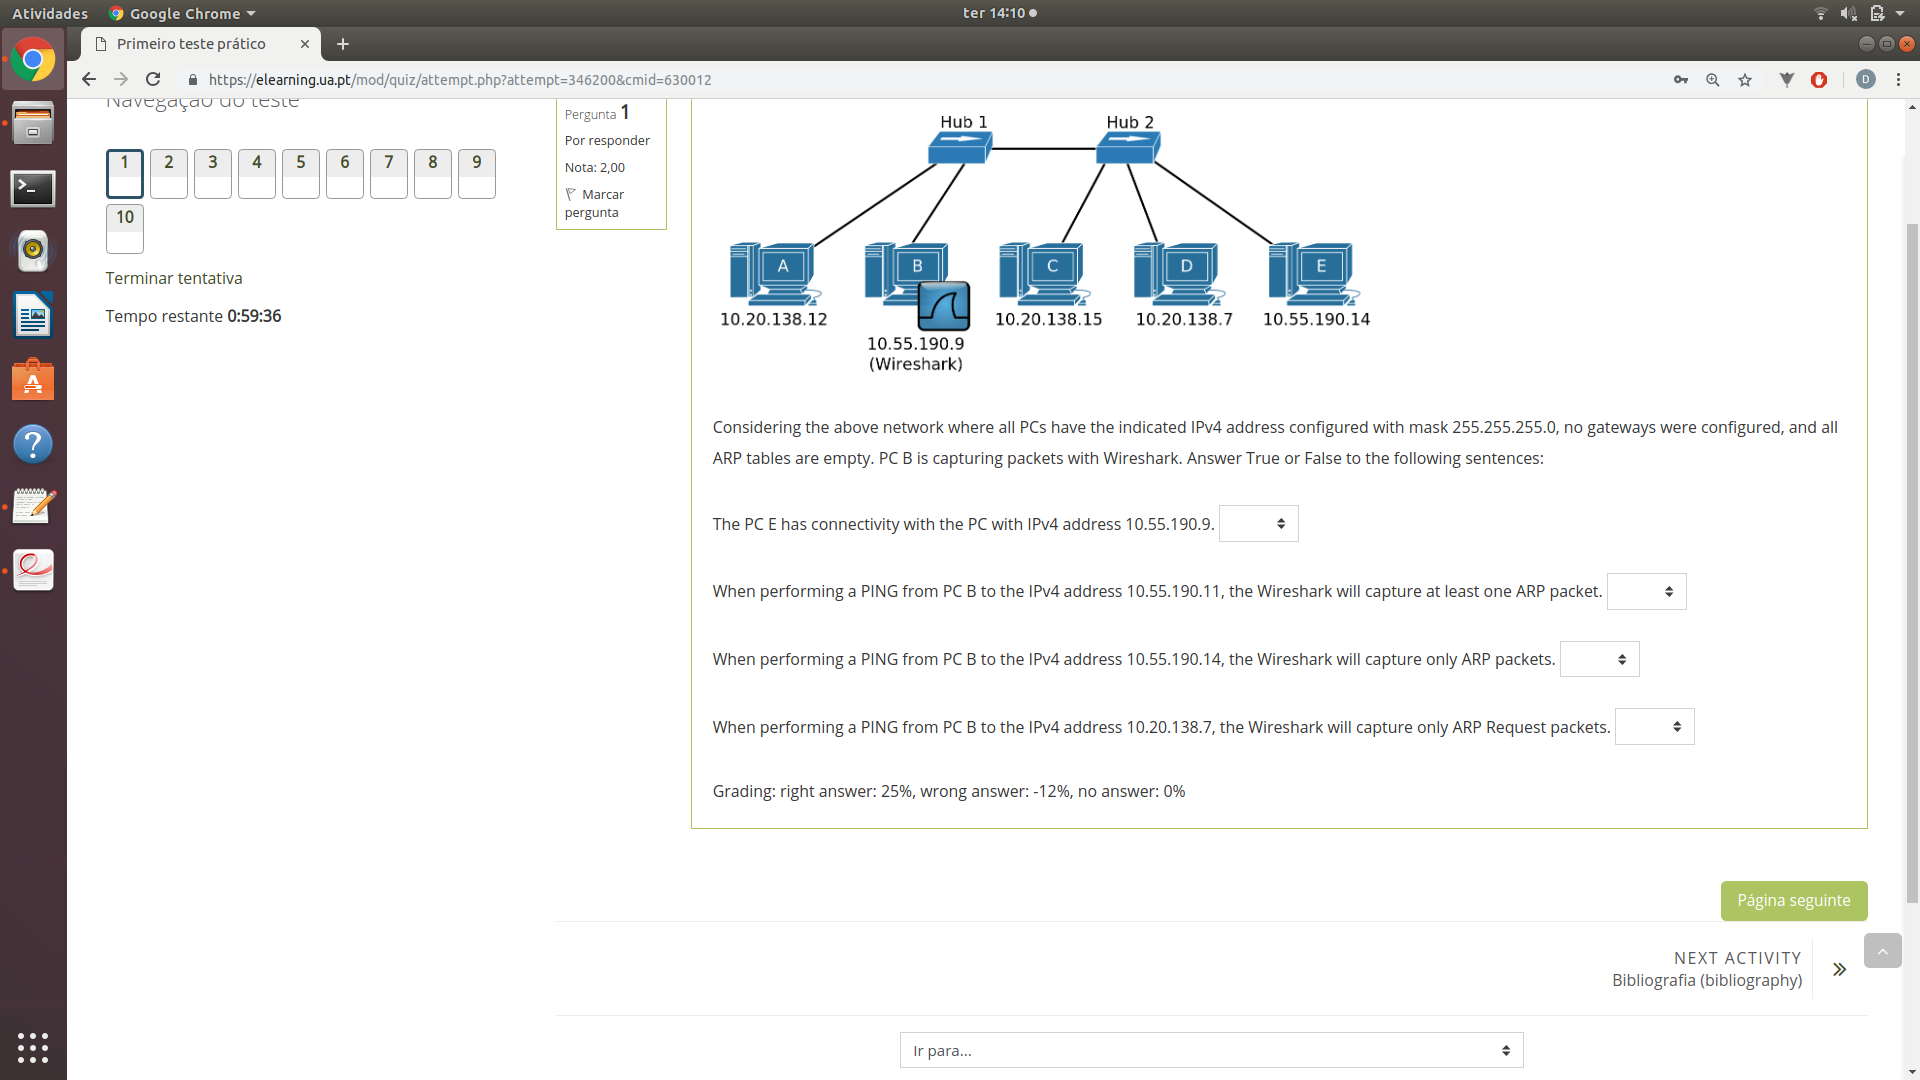 Atividades
Google Chrome
ter 14:10
Primeiro teste prático
https://elearning.ua.pt/mod/quiz/attempt.php?attempt=346200&cmid=630012
D
Navegação do teste
1
2
3
4
5
6
7
8
9
10
Terminar tentativa
Tempo restante 0:59:36
Pergunta 1
Por responder
Nota: 2,00
Marcar
pergunta
Hub 1
Hub 2
A
B
C
D
E
10.20.138.12
10.20.138.15
10.20.138.7
10.55.190.14
10.55.190.9
(Wireshark)
Considering the above network where all PCs have the indicated IPv4 address configured with mask 255.255.255.0, no gateways were configured, and all
ARP tables are empty. PC B is capturing packets with Wireshark. Answer True or False to the following sentences:
The PC E has connectivity with the PC with IPv4 address 10.55.190.9.
When performing a PING from PC B to the IPv4 address 10.55.190.11, the Wireshark will capture at least one ARP packet.
When performing a PING from PC B to the IPv4 address 10.55.190.14, the Wireshark will capture only ARP packets.
When performing a PING from PC B to the IPv4 address 10.20.138.7, the Wireshark will capture only ARP Request packets.
Grading: right answer: 25%, wrong answer: -12%, no answer: 0%
Página seguinte
NEXT ACTIVITY
Bibliografia (bibliography)
Ir para...